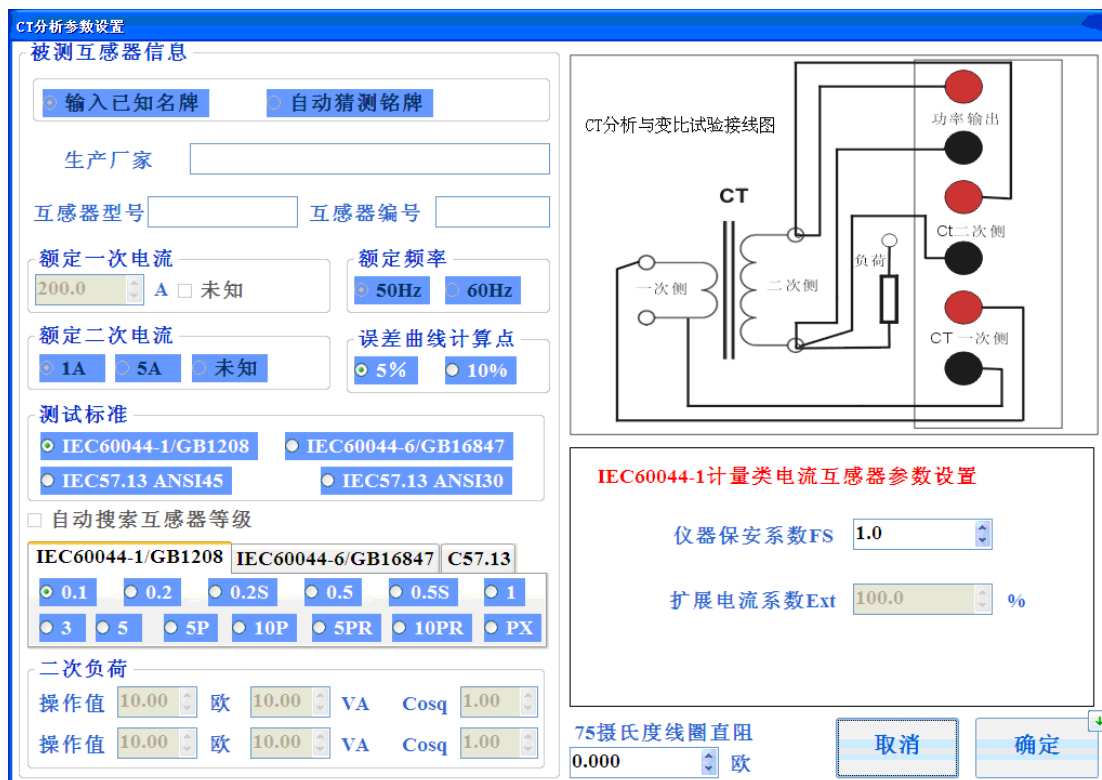 CT分析参数设置
被测互感器信息
输入已知名牌 自动猜测铭牌
生产厂家
互感器型号 互感器编号
额定一次电流
200.0 A 未知
额定频率
50Hz 60Hz
额定二次电流
1A 5A 未知
误差曲线计算点
5% 10%
测试标准
IEC60044-1/GB1208 IEC60044-6/GB16847
IEC57.13 ANSI45 IEC57.13 ANSI30
自动搜索互感器等级
IEC60044-1/GB1208 IEC60044-6/GB16847 C57.13
0.1 0.2 0.2S 0.5 0.5S 1
3 5 5P 10P 5PR 10PR PX
二次负荷
操作值 10.00 欧 10.00 VA Cosq 1.00
操作值 10.00 欧 10.00 VA Cosq 1.00
CT分析与变比试验接线图
功率输出
CT
Ct二次侧
负荷
一次侧 二次侧
CT一次侧
IEC60044-1计量类电流互感器参数设置
仪器保安系数FS 1.0
扩展电流系数Ext 100.0 %
75摄氏度线圈直阻
0.000 欧
取消 确定